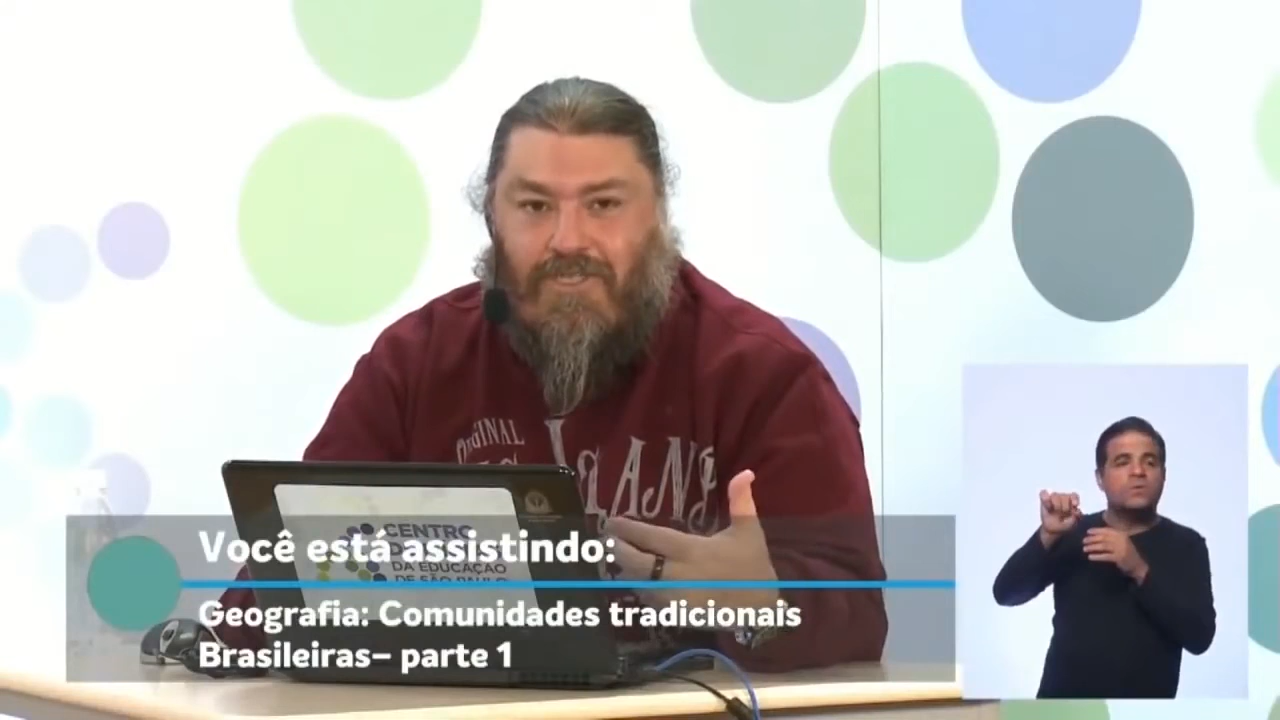 ORIGINAL
CENTRO
DA EDUCAÇÃO
DE SÃO PAULO
Você está assistindo:
Geografia: Comunidades tradicionais
Brasileiras– parte 1